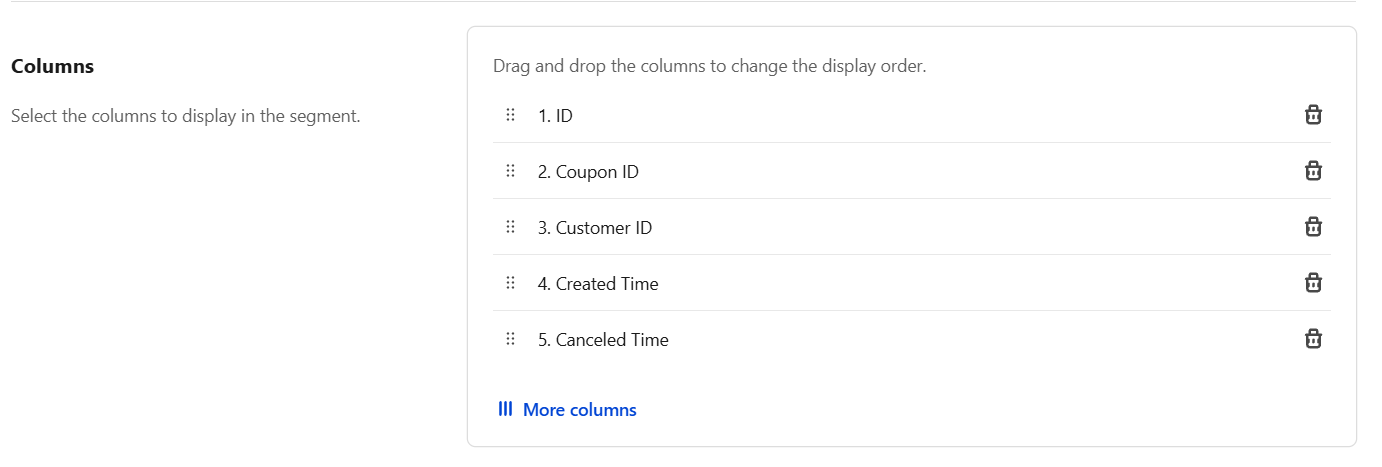 Columns
Select the columns to display in the segment.
Drag and drop the columns to change the display order.
1. ID
2. Coupon ID
3. Customer ID
4. Created Time
5. Canceled Time
More columns